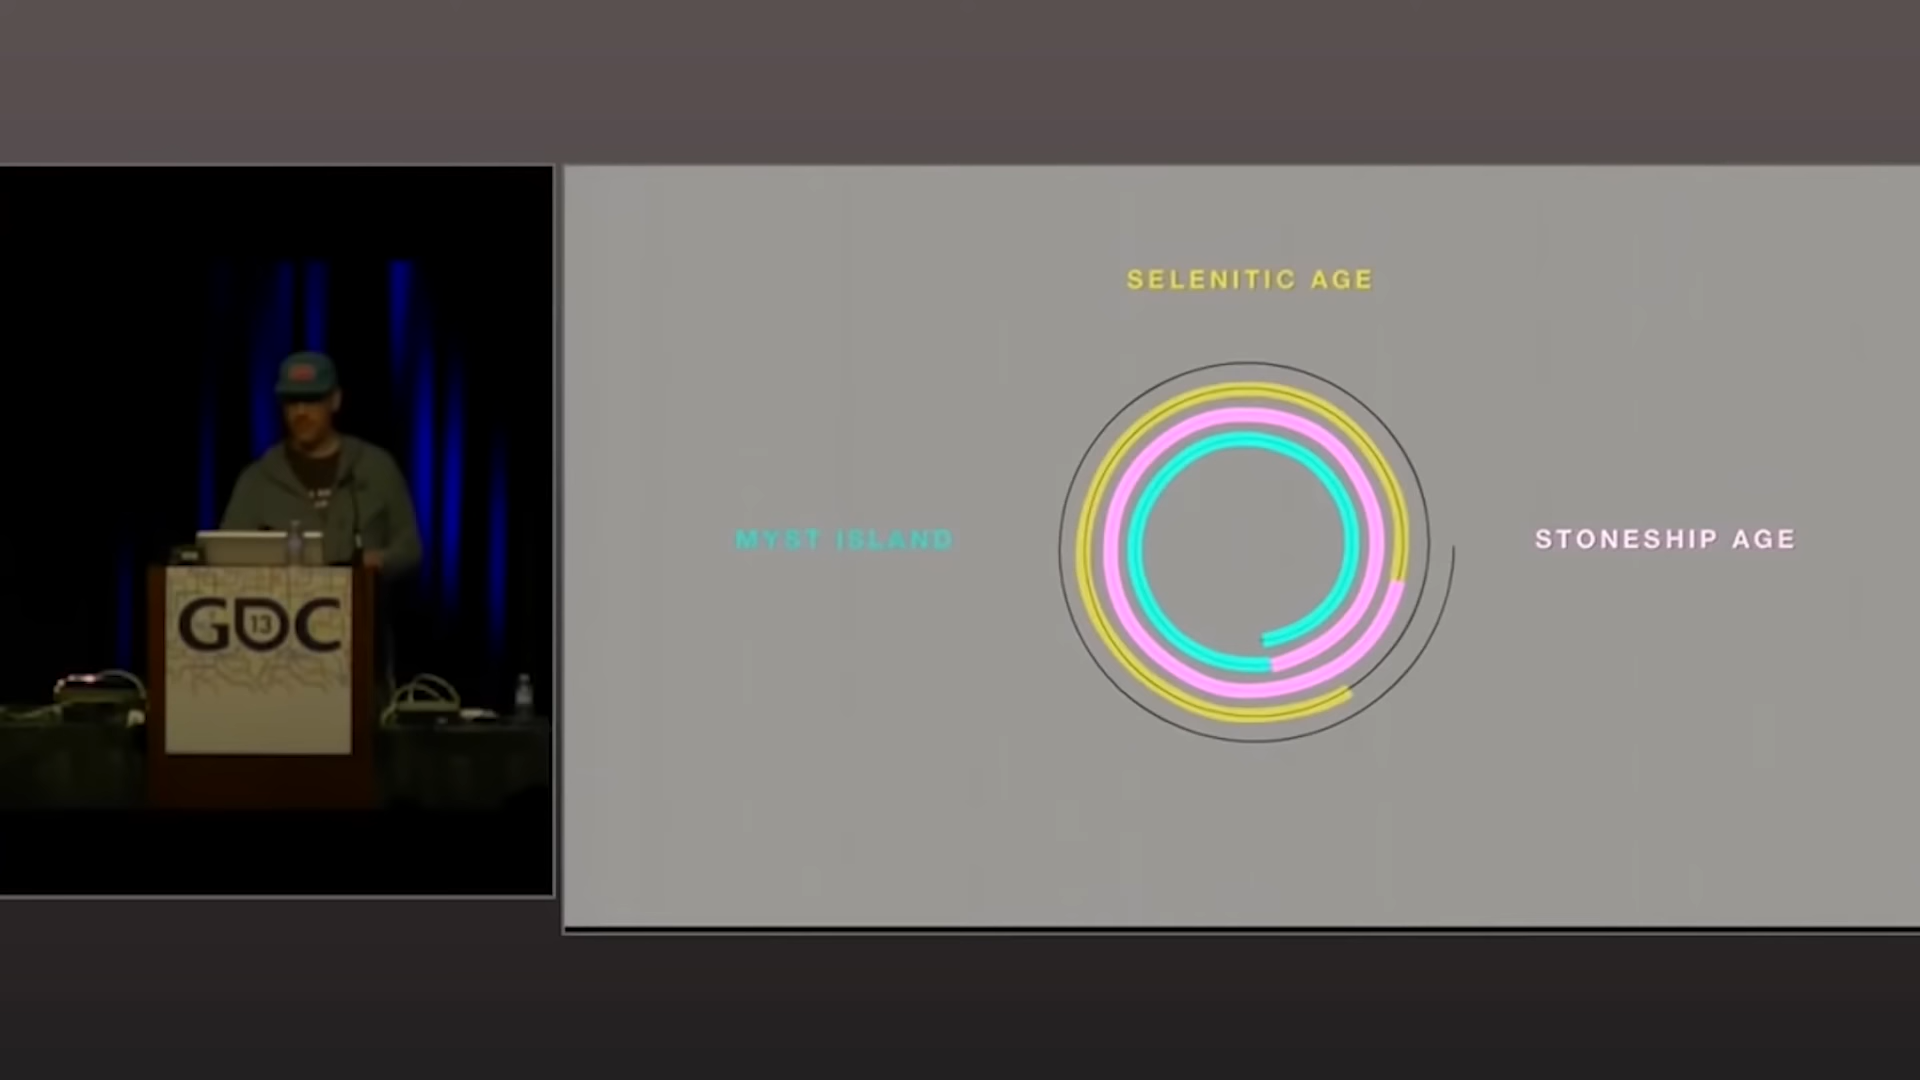 SELENITIC AGE
MYST ISLAND
STONESHIP AGE
GDC
13